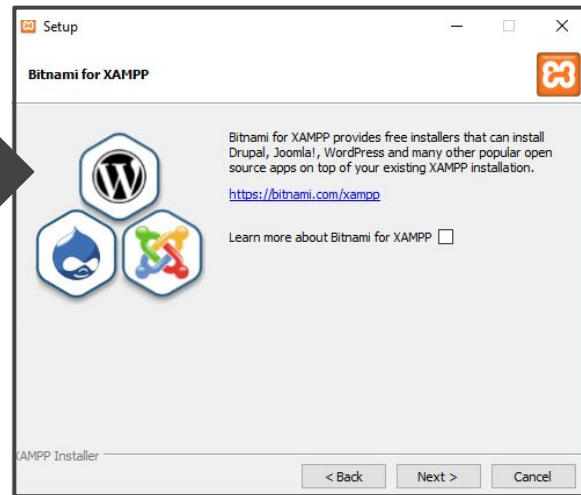 Setup
Bitnami for XAMPP
Bitnami for XAMPP provides free installers that can install
Drupal, Joomla!, WordPress and many other popular open
source apps on top of your existing XAMPP installation.
https://bitnami.com/xampp
Learn more about Bitnami for XAMPP
XAMPP Installer
< Back Next > Cancel